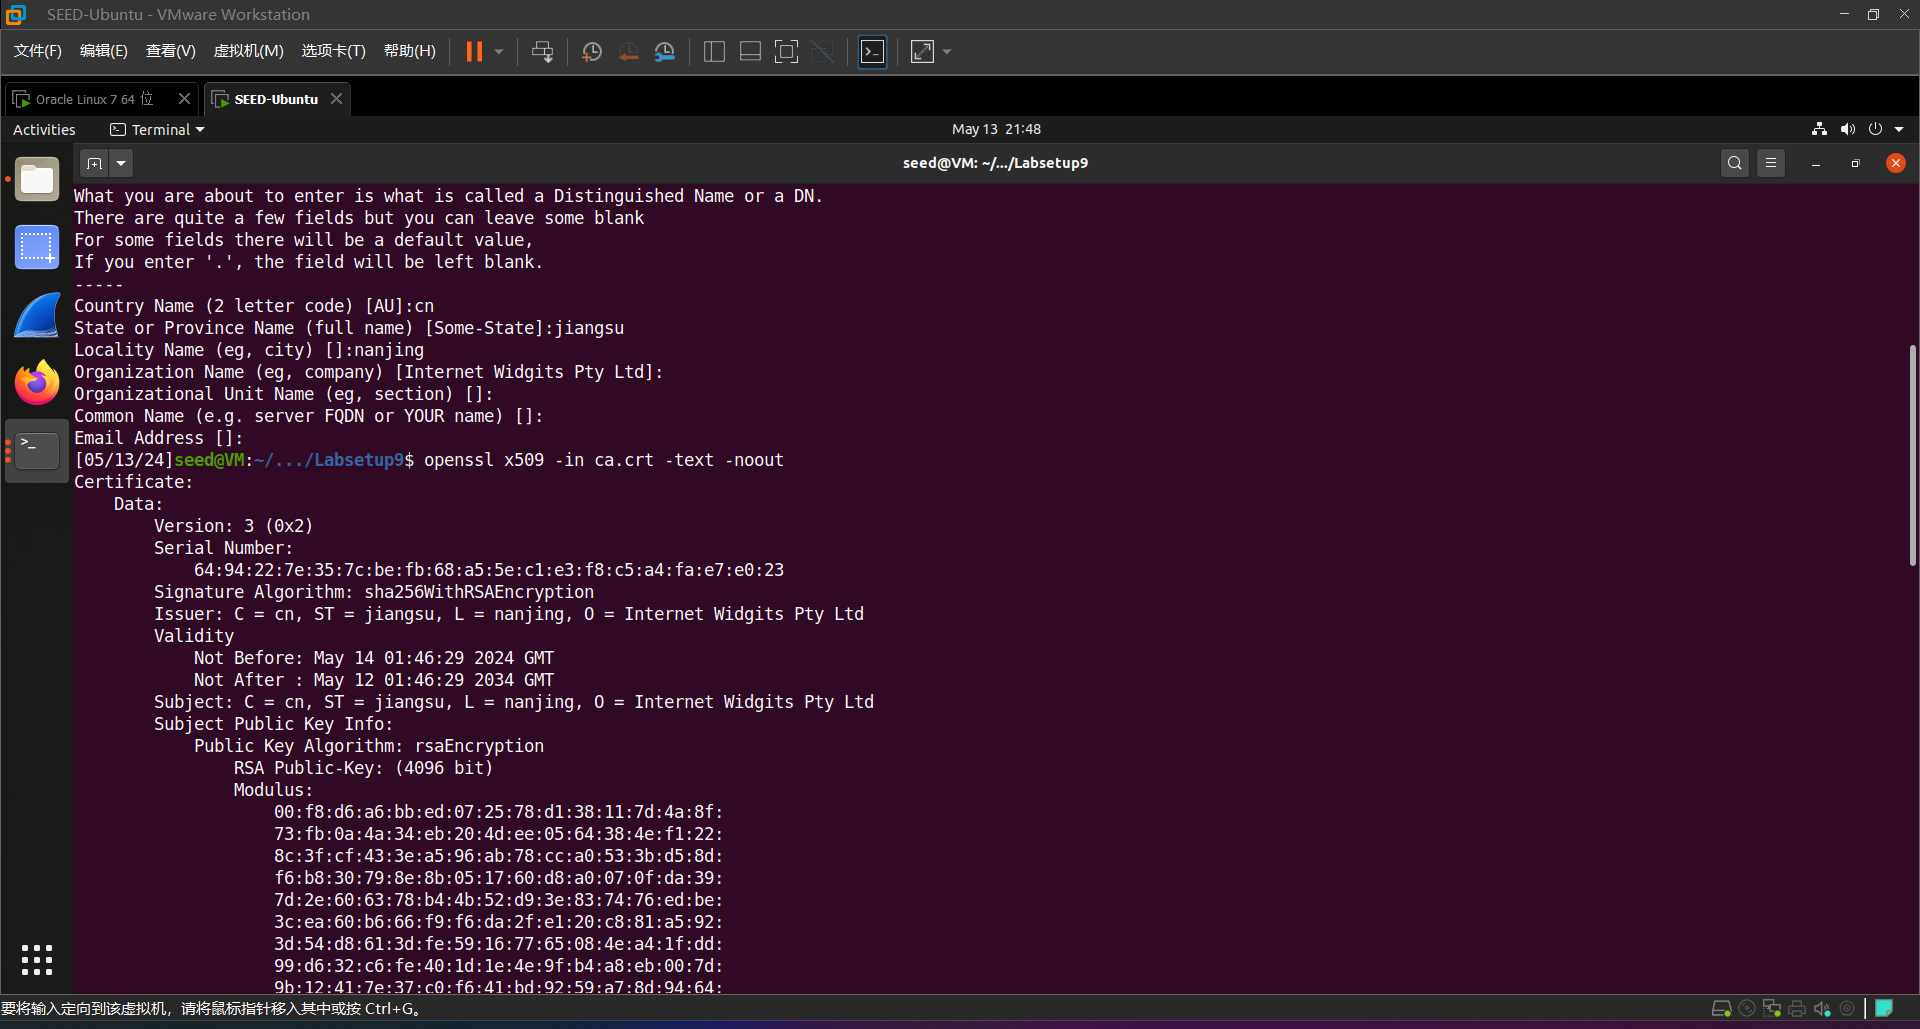 SEED-Ubuntu - VMware Workstation
文件(F) 编辑(E) 查看(V) 虚拟机(M) 选项卡(T) 帮助(H)
Oracle Linux 7 64 位 SEED-Ubuntu
Activities Terminal May 13 21:48
seed@VM: ~/.../Labsetup9
What you are about to enter is what is called a Distinguished Name or a DN.
There are quite a few fields but you can leave some blank
For some fields there will be a default value,
If you enter '.', the field will be left blank.
-----
Country Name (2 letter code) [AU]:cn
State or Province Name (full name) [Some-State]:jiangsu
Locality Name (eg, city) []:nanjing
Organization Name (eg, company) [Internet Widgits Pty Ltd]:
Organizational Unit Name (eg, section) []:
Common Name (e.g. server FQDN or YOUR name) []:
Email Address []:
[05/13/24]seed@VM:~/.../Labsetup9$ openssl x509 -in ca.crt -text -noout
Certificate:
Data:
Version: 3 (0x2)
Serial Number:
64:94:22:7e:35:7c:be:fb:68:a5:5e:c1:e3:f8:c5:a4:fa:e7:e0:23
Signature Algorithm: sha256WithRSAEncryption
Issuer: C = cn, ST = jiangsu, L = nanjing, O = Internet Widgits Pty Ltd
Validity
Not Before: May 14 01:46:29 2024 GMT
Not After : May 12 01:46:29 2034 GMT
Subject: C = cn, ST = jiangsu, L = nanjing, O = Internet Widgits Pty Ltd
Subject Public Key Info:
Public Key Algorithm: rsaEncryption
RSA Public-Key: (4096 bit)
Modulus:
00:f8:d6:a6:bb:ed:07:25:78:d1:38:11:7d:4a:8f:
73:fb:0a:4a:34:eb:20:4d:ee:05:64:38:4e:f1:22:
8c:3f:cf:43:3e:a5:96:ab:78:cc:a0:53:3b:d5:8d:
f6:b8:30:79:8e:8b:05:17:60:d8:a0:07:0f:da:39:
7d:2e:60:63:78:b4:4b:52:d9:3e:83:74:76:ed:be:
3c:ea:60:b6:66:f9:f6:da:2f:e1:20:c8:81:a5:92:
3d:54:d8:61:3d:fe:59:16:77:65:08:4e:a4:1f:dd:
99:d6:32:c6:fe:40:1d:1e:4e:9f:b4:a8:eb:00:7d:
9b:12:41:7e:37:c0:f6:41:bd:92:59:a7:8d:94:64:
要将输入定向到该虚拟机，请将鼠标指针移入其中或按 Ctrl+G。